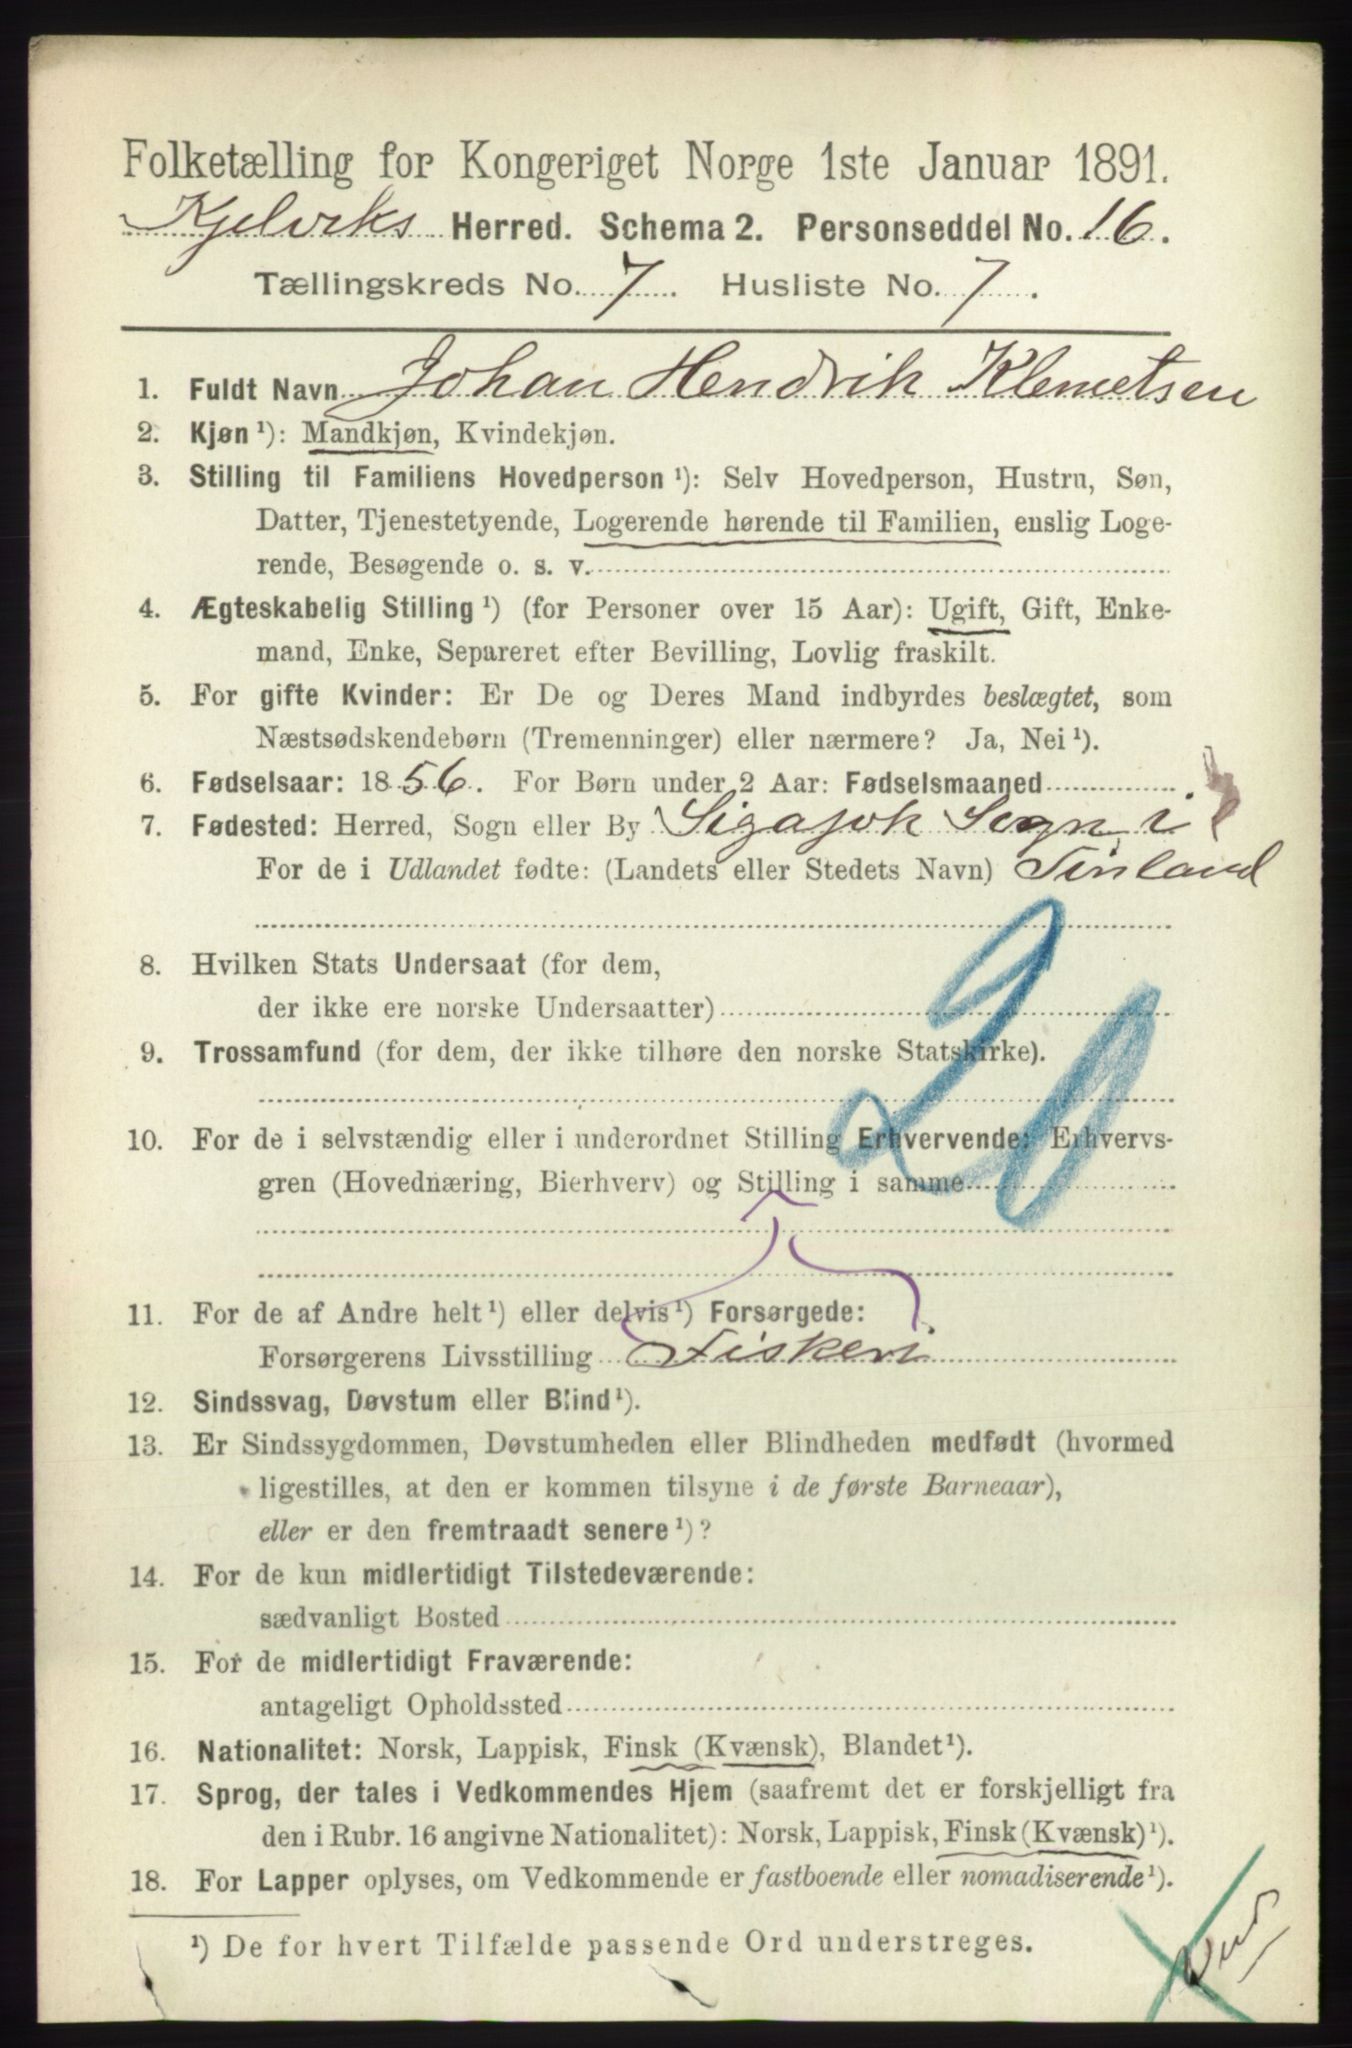 Folketælling for Kongeriget Norge 1ste Januar 1891.
Kjelviks Herred. Schema 2. Personseddel No. 16.
Tællingskreds No. 7. Husliste No. 7.
1. Fuldt Navn Johan Hendrik Klemetsen
2. Kjøn ¹): Mandkjøn, Kvindekjøn.
3. Stilling til Familiens Hovedperson ¹): Selv Hovedperson, Hustru, Søn,
Datter, Tjenestetyende, Logerende hørende til Familien, enslig Loge-
rende, Besøgende o. s. v.
4. Ægteskabelig Stilling ¹) (for Personer over 15 Aar): Ugift, Gift, Enke-
mand, Enke, Separeret efter Bevilling, Lovlig fraskilt.
5. For gifte Kvinder: Er De og Deres Mand indbyrdes beslægtet, som
Næstsødskendebørn (Tremenninger) eller nærmere? Ja, Nei ¹).
6. Fødselsaar: 1856. For Børn under 2 Aar: Fødselsmaaned
7. Fødested: Herred, Sogn eller By Sigajok Sogn i
For de i Udlandet fødte: (Landets eller Stedets Navn) Finland
8. Hvilken Stats Undersaat (for dem,
der ikke ere norske Undersaatter)
20
9. Trossamfund (for dem, der ikke tilhøre den norske Statskirke).
10. For de i selvstændig eller i underordnet Stilling Erhvervende: Erhvervs-
gren (Hovednæring, Bierhverv) og Stilling i samme
11. For de af Andre helt ¹) eller delvis ¹) Forsørgede:
Forsørgerens Livsstilling Fiskeri
12. Sindssvag, Døvstum eller Blind ¹).
13. Er Sindssygdommen, Døvstumheden eller Blindheden medfødt (hvormed
ligestilles, at den er kommen tilsyne i de første Barneaar),
eller er den fremtraadt senere ¹)?
14. For de kun midlertidigt Tilstedeværende:
sædvanligt Bosted
15. For de midlertidigt Fraværende:
antageligt Opholdssted
16. Nationalitet: Norsk, Lappisk, Finsk (Kvænsk), Blandet ¹).
17. Sprog, der tales i Vedkommendes Hjem (saafremt det er forskjelligt fra
den i Rubr. 16 angivne Nationalitet): Norsk, Lappisk, Finsk (Kvænsk) ¹).
18. For Lapper oplyses, om Vedkommende er fastboende eller nomadiserende ¹).
¹) De for hvert Tilfælde passende Ord understreges.